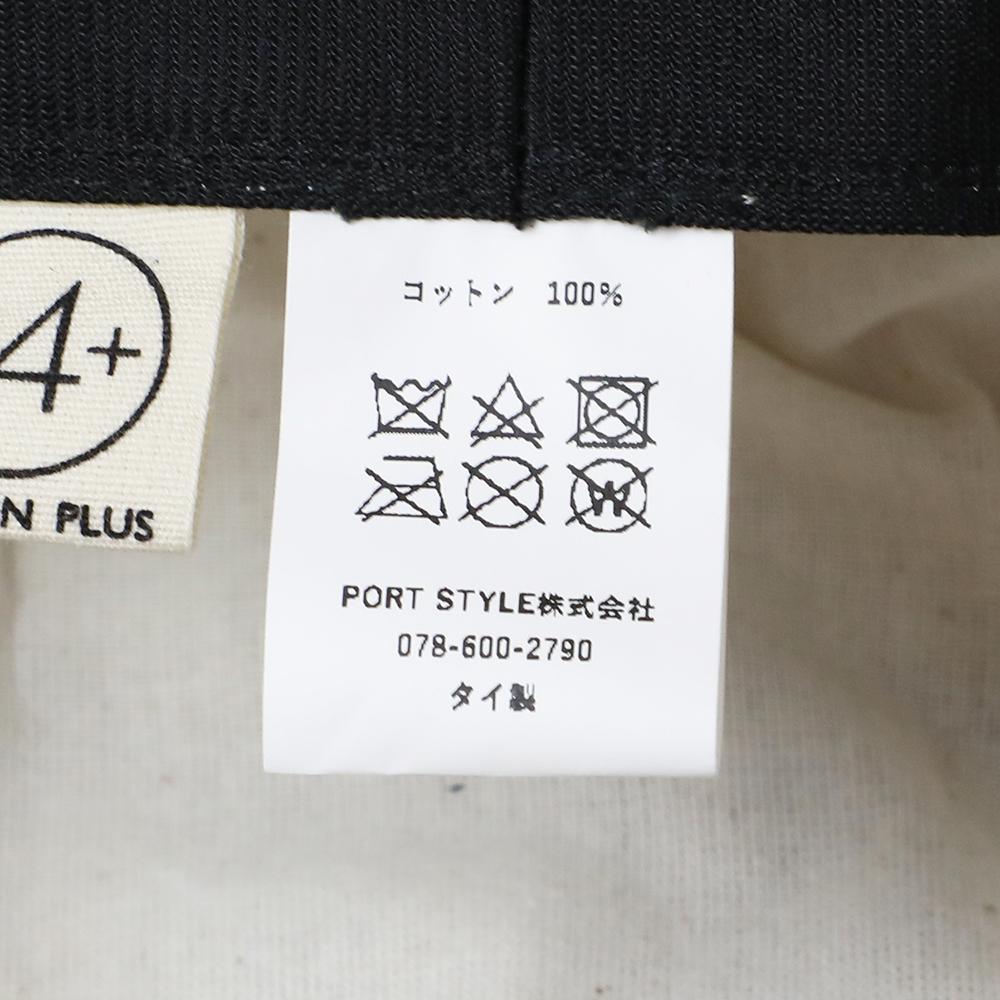 4+
N PLUS
コットン 100%
W
PORT STYLE株式会社
078-600-2790
タイ製